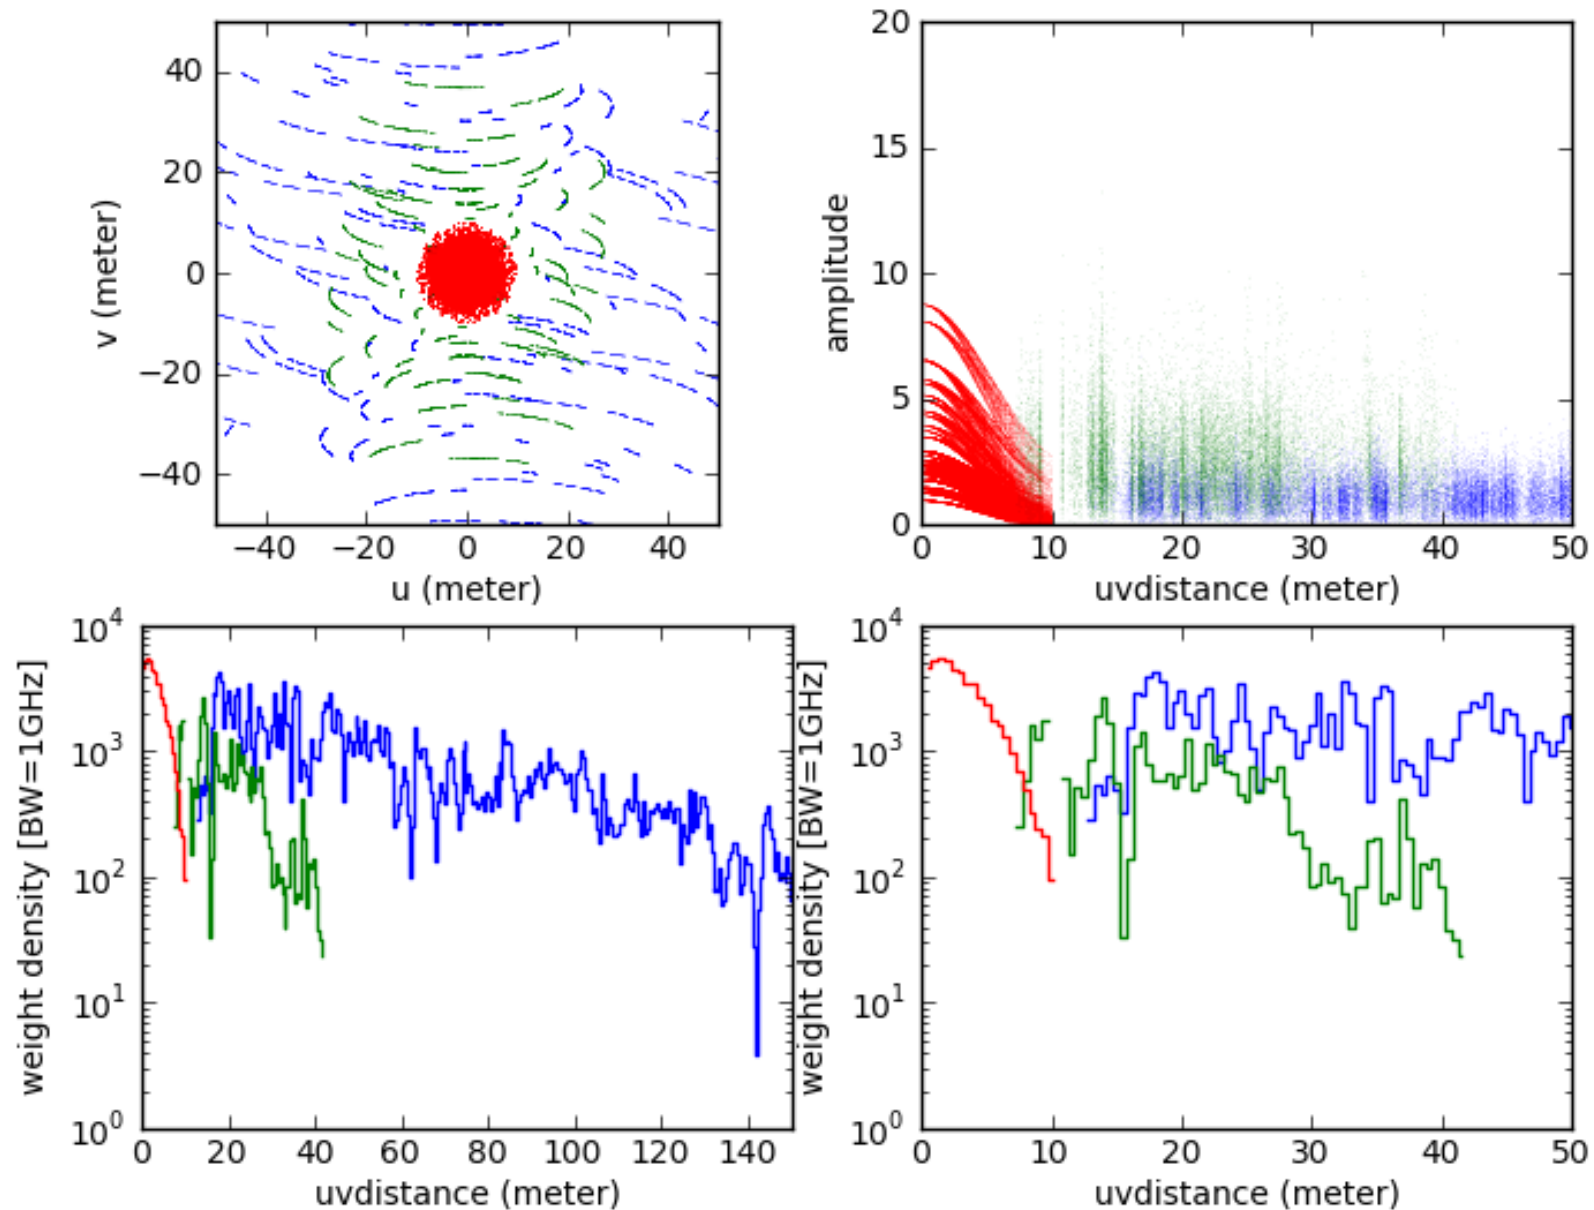 40
20
0
−20
−40
v (meter)
−40 −20 0 20 40
u (meter)
20
15
10
5
0
amplitude
0 10 20 30 40 50
uvdistance (meter)
10^4
10^3
10^2
10^1
10^0
weight density [BW=1GHz]
0 20 40 60 80 100 120 140
uvdistance (meter)
10^4
10^3
10^2
10^1
10^0
weight density [BW=1GHz]
0 10 20 30 40 50
uvdistance (meter)